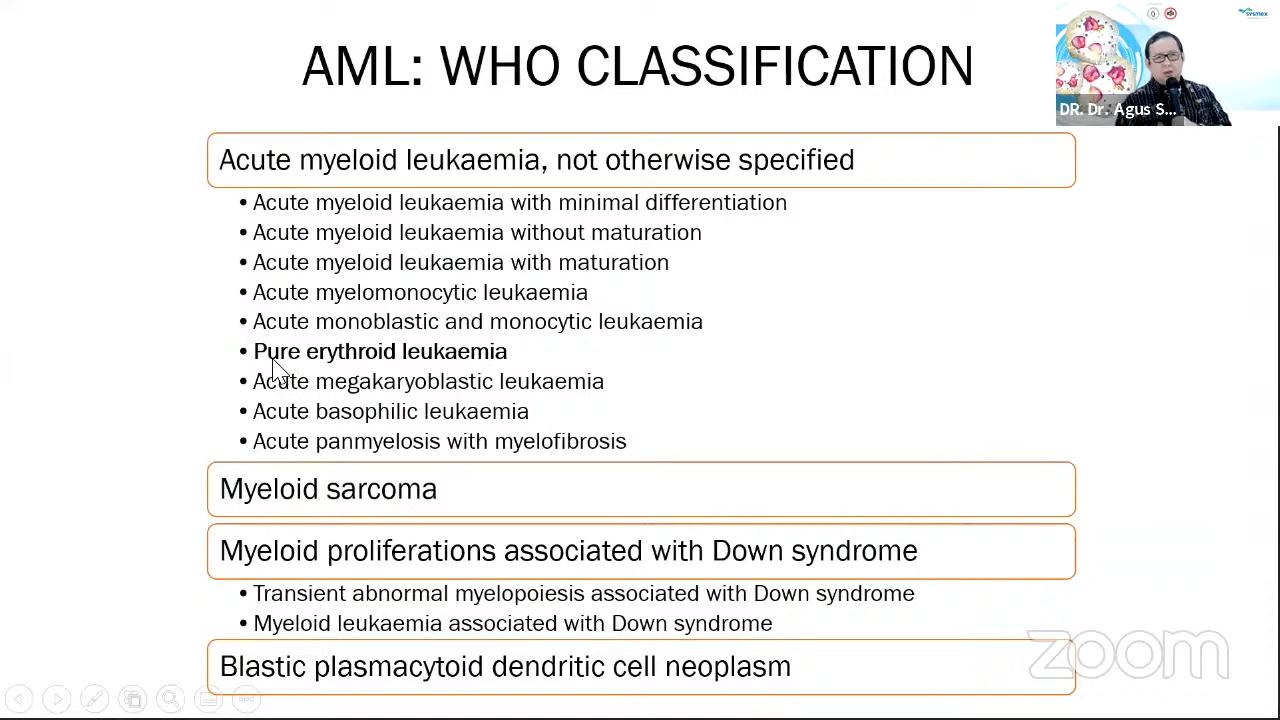 sysmex
AML: WHO CLASSIFICATION
DR. Dr. Agus S...
Acute myeloid leukaemia, not otherwise specified
• Acute myeloid leukaemia with minimal differentiation
• Acute myeloid leukaemia without maturation
• Acute myeloid leukaemia with maturation
• Acute myelomonocytic leukaemia
• Acute monoblastic and monocytic leukaemia
• Pure erythroid leukaemia
• Acute megakaryoblastic leukaemia
• Acute basophilic leukaemia
• Acute panmyelosis with myelofibrosis
Myeloid sarcoma
Myeloid proliferations associated with Down syndrome
• Transient abnormal myelopoiesis associated with Down syndrome
• Myeloid leukaemia associated with Down syndrome
Blastic plasmacytoid dendritic cell neoplasm
zoom